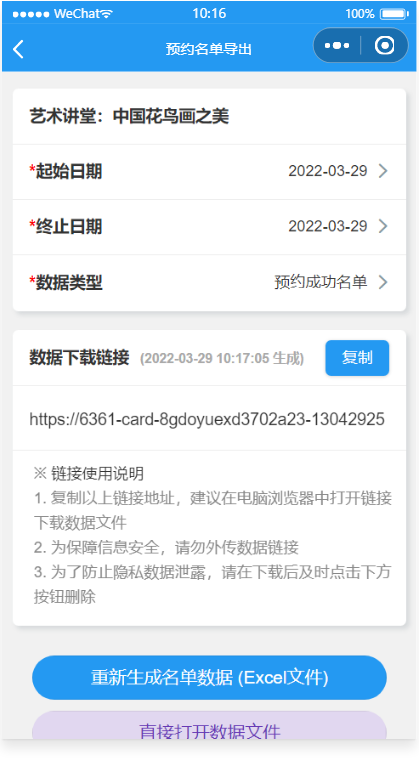 WeChat 10:16 100%
预约名单导出
艺术讲堂：中国花鸟画之美
*起始日期 2022-03-29
*终止日期 2022-03-29
*数据类型 预约成功名单
数据下载链接 (2022-03-29 10:17:05 生成) 复制
https://6361-card-8gdoyuexd3702a23-13042925
※ 链接使用说明
1. 复制以上链接地址，建议在电脑浏览器中打开链接
下载数据文件
2. 为保障信息安全，请勿外传数据链接
3. 为了防止隐私数据泄露，请在下载后及时点击下方
按钮删除
重新生成名单数据 (Excel文件)
直接打开数据文件